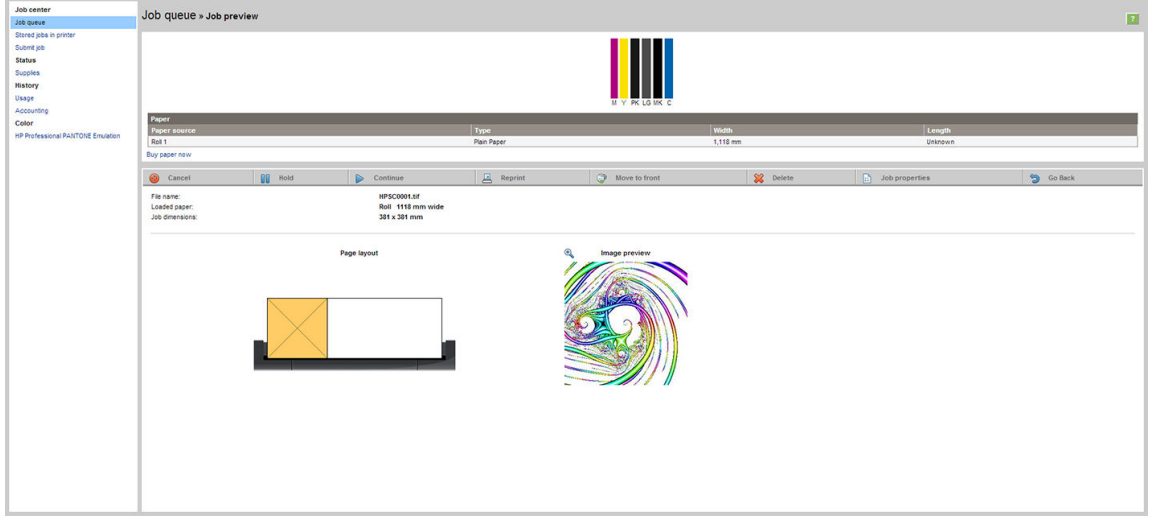 Job center
Job queue
Stored jobs in printer
Submit job
Status
Supplies
History
Usage
Accounting
Color
HP Professional PANTONE Emulation
Job queue » Job preview
?
M Y PK LG MK C
Paper
Paper source Type Width Length
Roll 1 Plain Paper 1,118 mm Unknown
Buy paper now
Cancel Hold Continue Reprint Move to front Delete Job properties Go Back
File name: HPSC0001.tif
Loaded paper: Roll 1118 mm wide
Job dimensions: 381 x 381 mm
Page layout Image preview